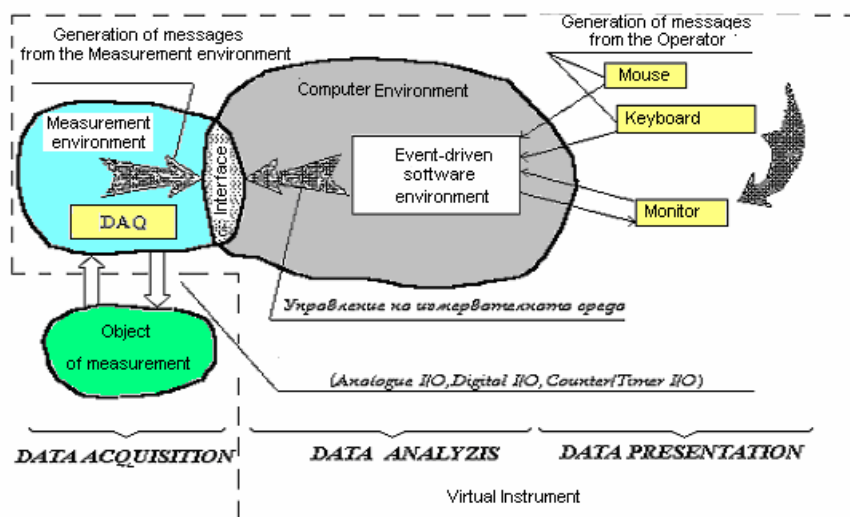 Generation of messages
from the Measurement environment
Generation of messages
from the Operator
Mouse
Computer Environment
Keyboard
Measurement
environment
Event-driven
software
environment
Interface
DAQ
Monitor
Управление на измервателната среда
Object
of measurement
(Analogue I/O,Digital I/O, Counter/Timer I/O)
DATA ACQUISITION
DATA ANALYZIS
DATA PRESENTATION
Virtual Instrument